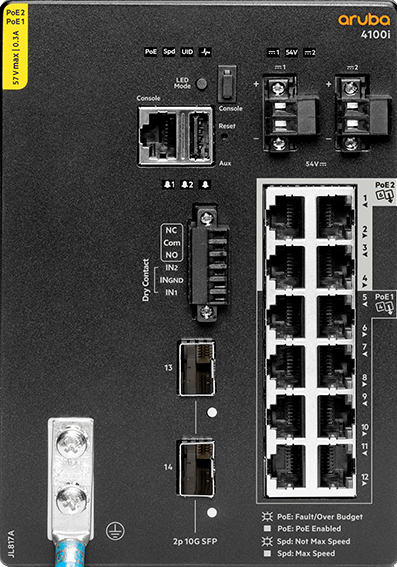 PoE2
PoE1
57V max | 0.3A
aruba
4100i
PoE Spd UID
1 54V 2
LED
Mode
Console
Console
Reset
Aux
+ 1
+ 2
-
-
54V
1 2
NC
Com
NO
IN2
INGND
IN1
Dry Contact
PoE2
1
2
3
4
PoE1
5
6
7
8
9
10
11
12
13
14
2p 10G SFP
JL817A
PoE: Fault/Over Budget
PoE: PoE Enabled
Spd: Not Max Speed
Spd: Max Speed